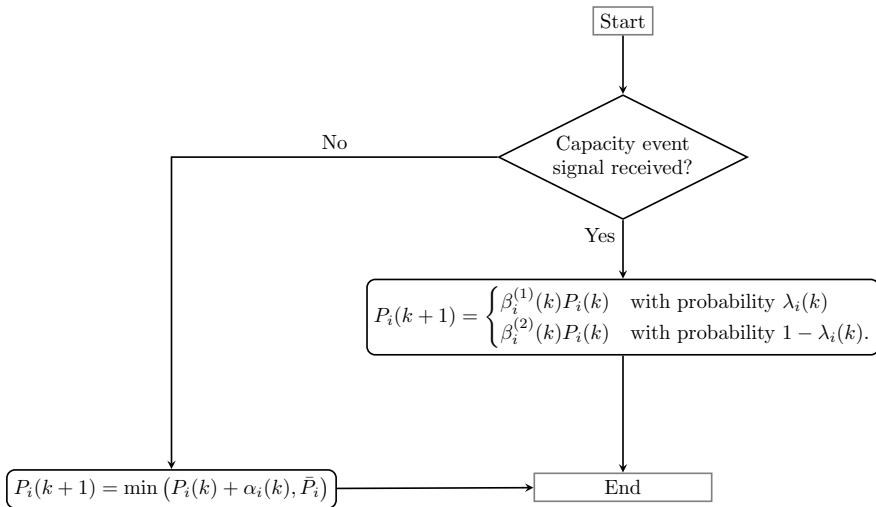 Start
Capacity event
signal received?
No
Yes
P_i(k + 1) = { β_i^{(1)}(k)P_i(k) with probability λ_i(k)
β_i^{(2)}(k)P_i(k) with probability 1 − λ_i(k).
P_i(k + 1) = min (P_i(k) + α_i(k), P̄_i)
End